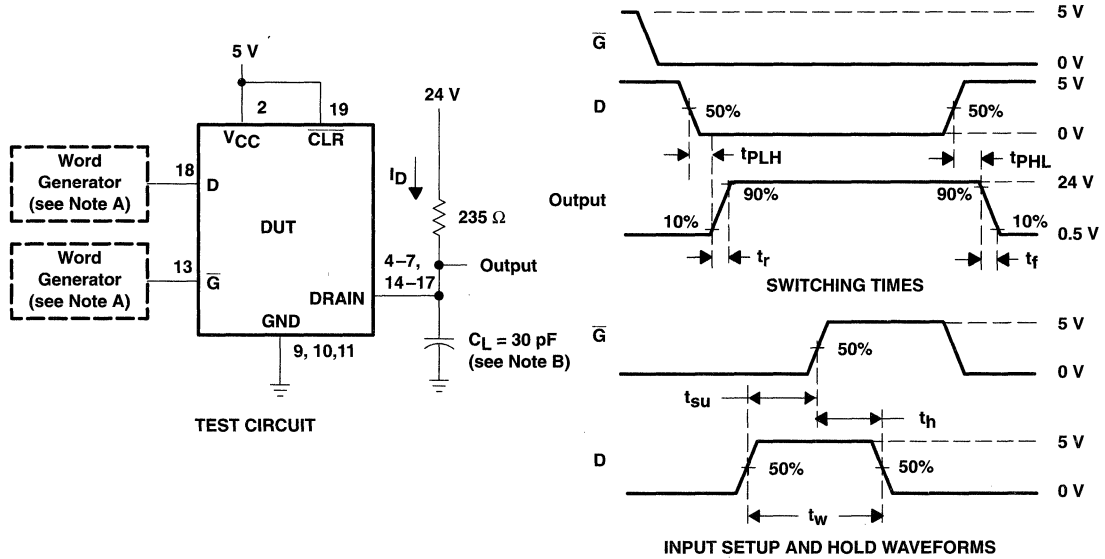 5 V
2
19
VCC
CLR
24 V
Word
Generator
(see Note A)
18
D
ID
235 Ω
DUT
Word
Generator
(see Note A)
13
G
4–7,
14–17
Output
DRAIN
GND
9, 10,11
CL = 30 pF
(see Note B)
TEST CIRCUIT
G
5 V
0 V
D
5 V
50%
50%
0 V
tPLH
tPHL
Output
24 V
90%
90%
10%
10%
0.5 V
tr
tf
SWITCHING TIMES
G
5 V
50%
0 V
tsu
th
D
5 V
50%
50%
0 V
tw
INPUT SETUP AND HOLD WAVEFORMS